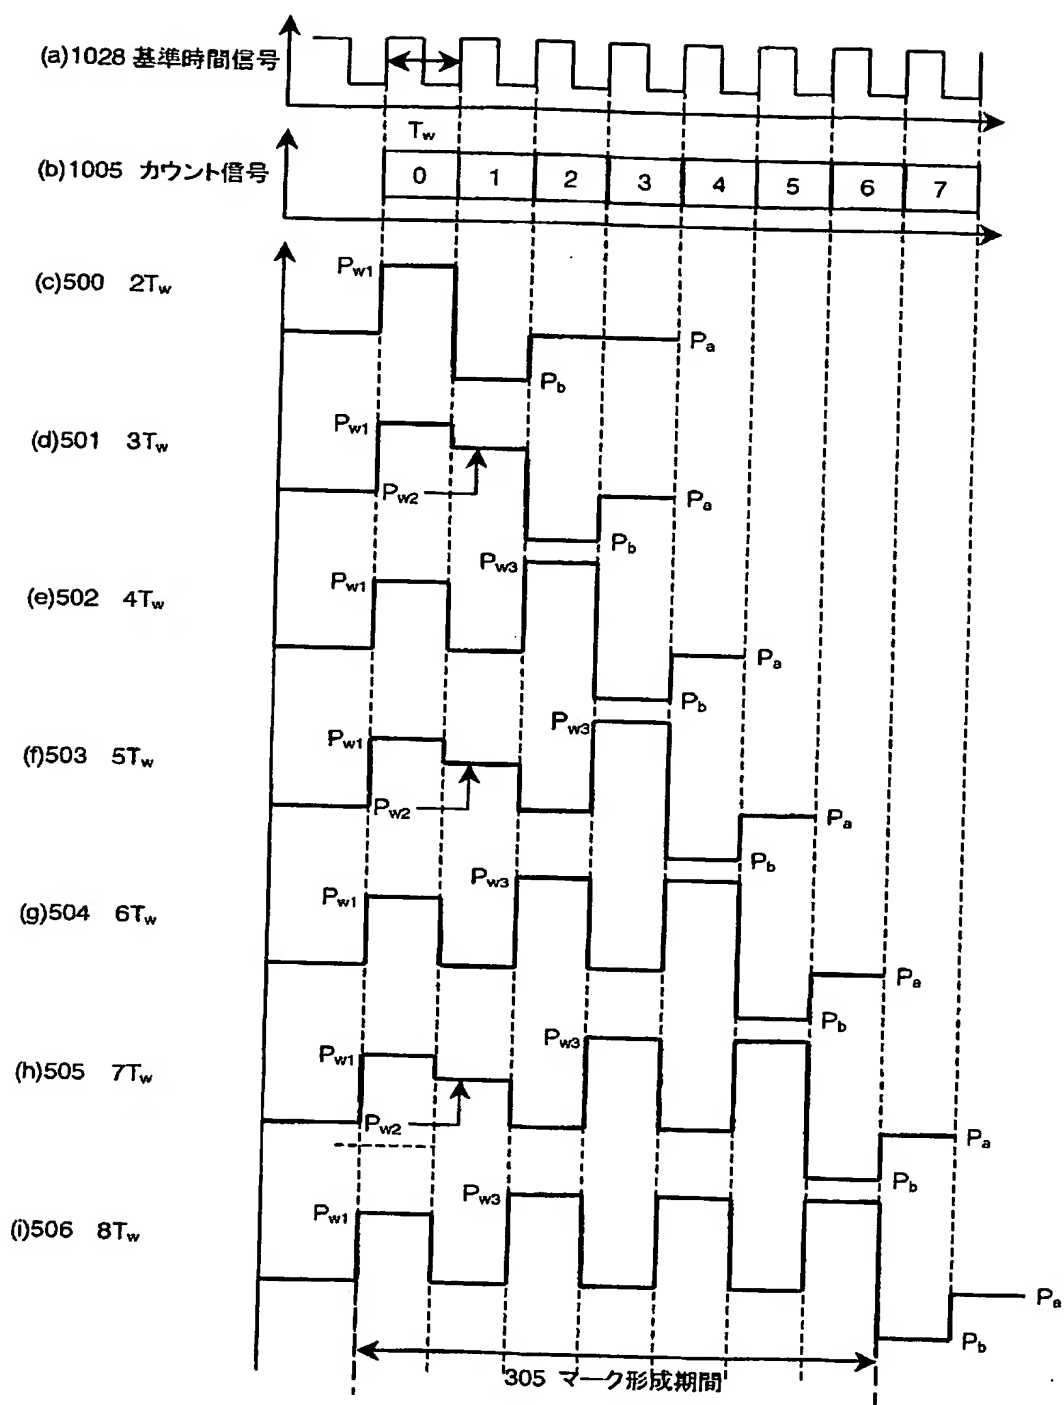 (a)1028 基準時間信号
Tw
(b)1005 カウント信号
0 1 2 3 4 5 6 7
(c)500 2Tw
Pw1
Pa
Pb
(d)501 3Tw
Pw1
Pw2
Pa
Pb
(e)502 4Tw
Pw1
Pw3
Pa
Pb
(f)503 5Tw
Pw1
Pw2
Pw3
Pa
Pb
(g)504 6Tw
Pw1
Pw3
Pa
Pb
(h)505 7Tw
Pw1
Pw2
Pw3
Pa
Pb
(i)506 8Tw
Pw1
Pw3
Pa
Pb
305 マーク形成期間